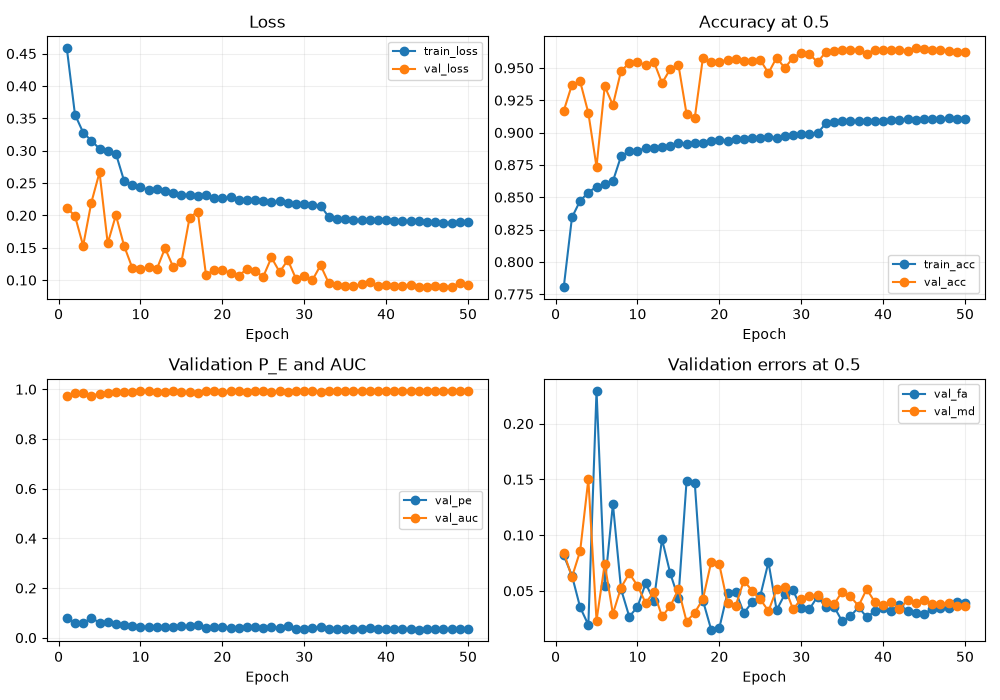 Loss
0.45
0.40
0.35
0.30
0.25
0.20
0.15
0.10
train_loss
val_loss
0 10 20 30 40 50
Epoch
Accuracy at 0.5
0.950
0.925
0.900
0.875
0.850
0.825
0.800
0.775
train_acc
val_acc
0 10 20 30 40 50
Epoch
Validation P_E and AUC
1.0
0.8
0.6
0.4
0.2
0.0
val_pe
val_auc
0 10 20 30 40 50
Epoch
Validation errors at 0.5
0.20
0.15
0.10
0.05
val_fa
val_md
0 10 20 30 40 50
Epoch